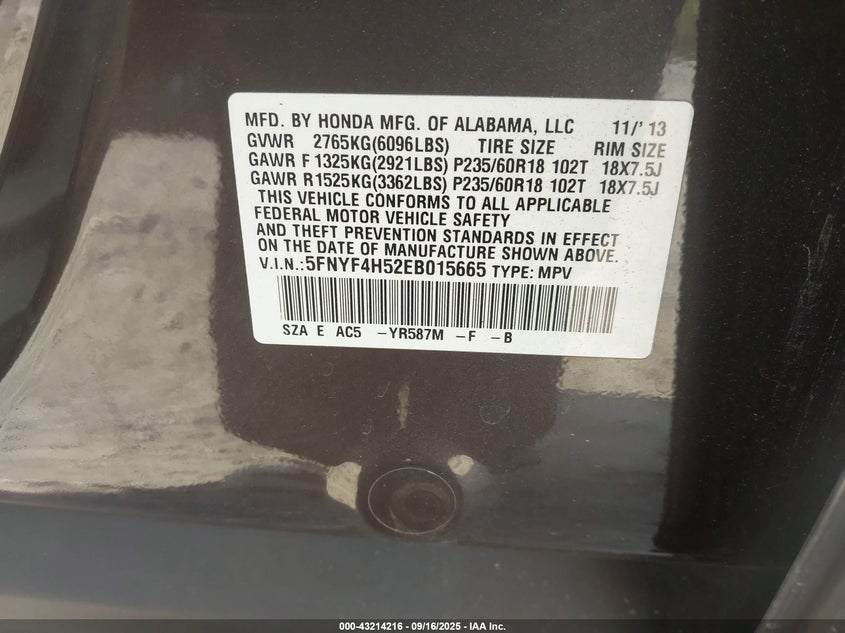 MFD. BY HONDA MFG. OF ALABAMA, LLC 11/'13
GVWR 2765KG(6096LBS) TIRE SIZE RIM SIZE
GAWR F 1325KG(2921LBS) P235/60R18 102T 18X7.5J
GAWR R1525KG(3362LBS) P235/60R18 102T 18X7.5J
THIS VEHICLE CONFORMS TO ALL APPLICABLE
FEDERAL MOTOR VEHICLE SAFETY
AND THEFT PREVENTION STANDARDS IN EFFECT
ON THE DATE OF MANUFACTURE SHOWN ABOVE.
V.I.N.:5FNYF4H52EB015665 TYPE: MPV
SZA E AC5 -YR587M -F -B
000-43214216 - 09/16/2025 - IAA Inc.